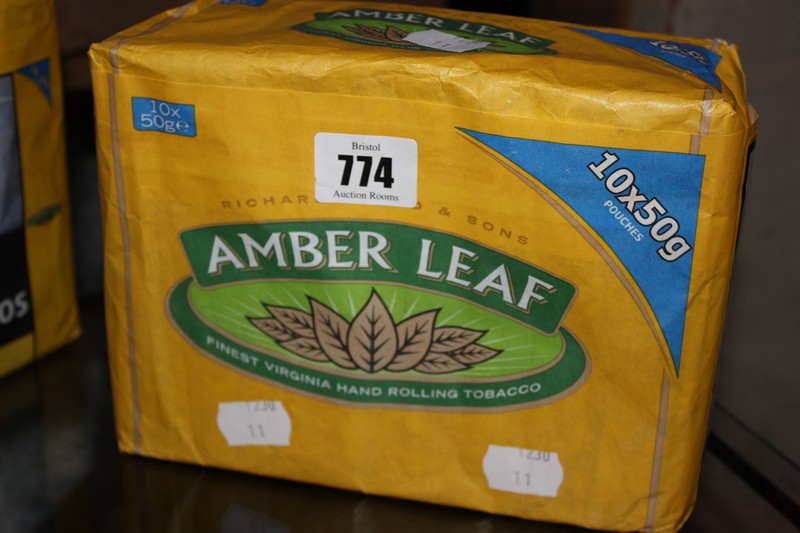 AMBER LEAF
10x
50g℮
Bristol
774
Auction Rooms
10x50g
POUCHES
& SONS
AMBER LEAF
FINEST VIRGINIA HAND ROLLING TOBACCO
1230
11
1230
11
os